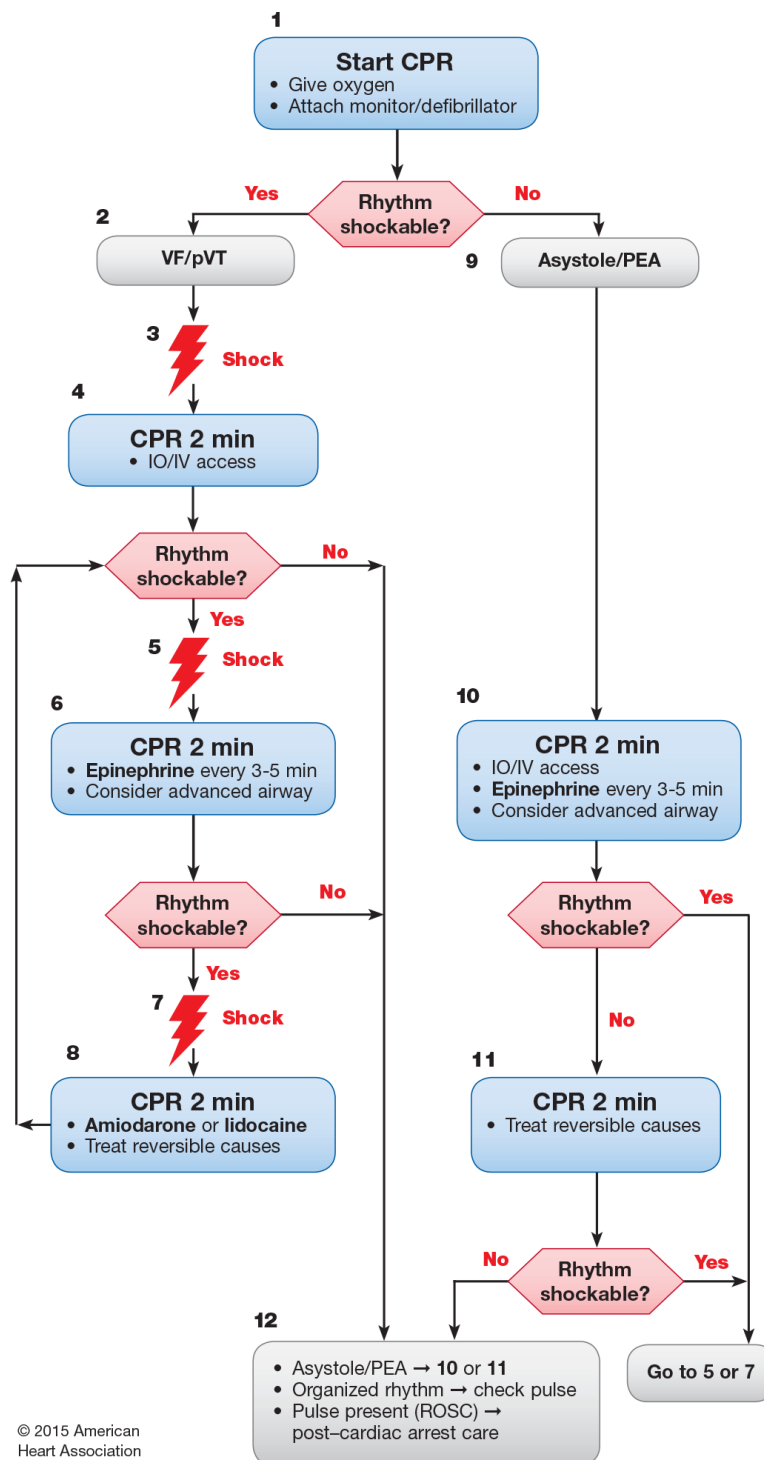 1
Start CPR
• Give oxygen
• Attach monitor/defibrillator
Yes
Rhythm
shockable?
No
2
VF/pVT
9
Asystole/PEA
3
Shock
4
CPR 2 min
• IO/IV access
Rhythm
shockable?
No
Yes
5
Shock
6
CPR 2 min
• Epinephrine every 3-5 min
• Consider advanced airway
Rhythm
shockable?
No
Yes
7
Shock
8
CPR 2 min
• Amiodarone or lidocaine
• Treat reversible causes
10
CPR 2 min
• IO/IV access
• Epinephrine every 3-5 min
• Consider advanced airway
Rhythm
shockable?
Yes
No
11
CPR 2 min
• Treat reversible causes
No
Rhythm
shockable?
Yes
12
• Asystole/PEA → 10 or 11
• Organized rhythm → check pulse
• Pulse present (ROSC) →
post–cardiac arrest care
Go to 5 or 7
© 2015 American
Heart Association